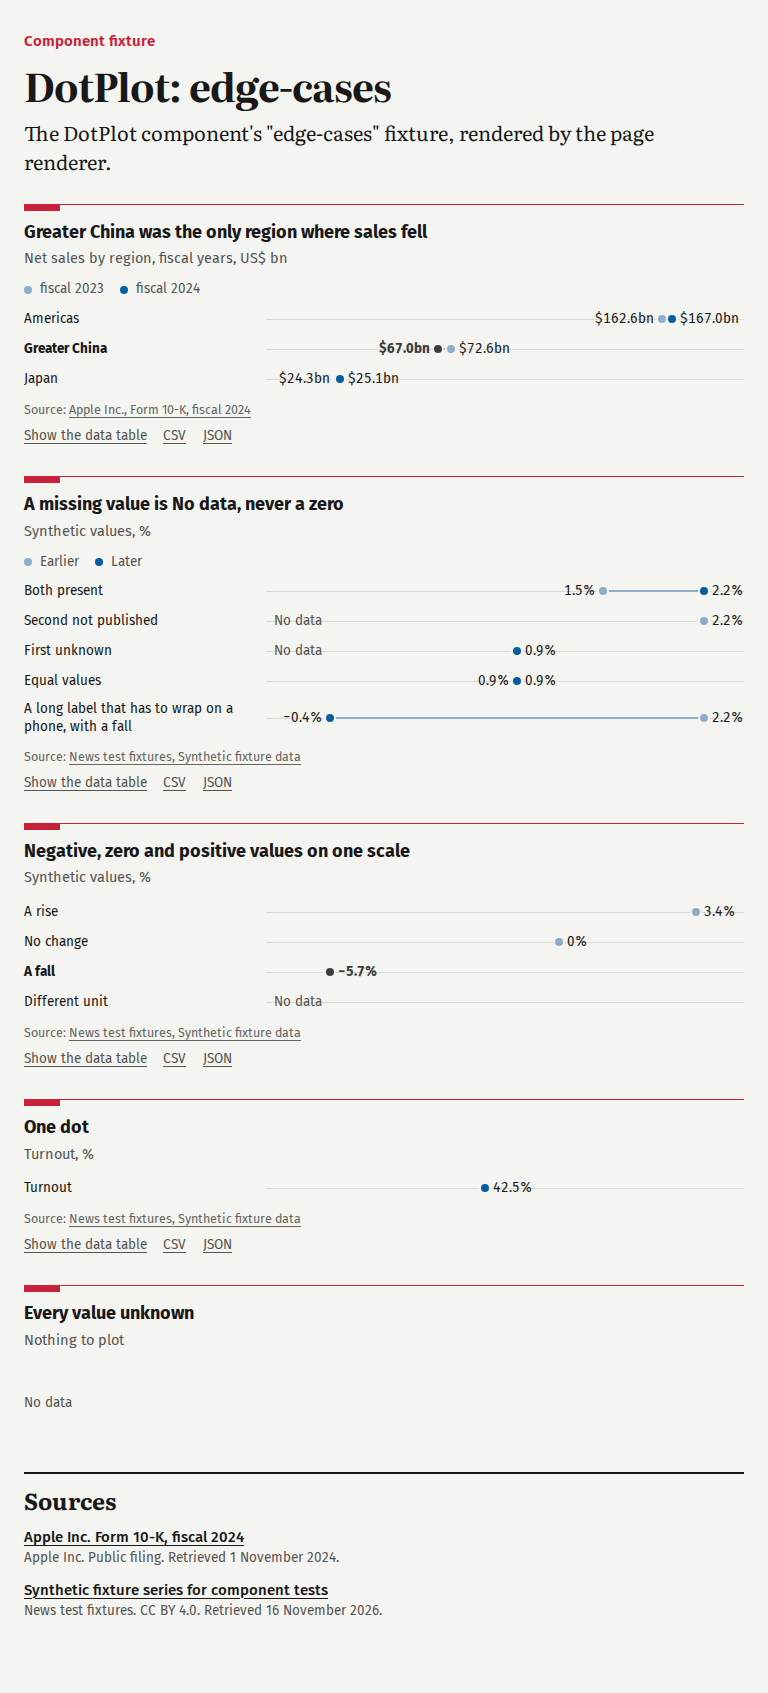 Component fixture
DotPlot: edge-cases
The DotPlot component's "edge-cases" fixture, rendered by the page
renderer.
Greater China was the only region where sales fell
Net sales by region, fiscal years, US$ bn
fiscal 2023 fiscal 2024
Americas $162.6bn $167.0bn
Greater China $67.0bn $72.6bn
Japan $24.3bn $25.1bn
Source: Apple Inc., Form 10-K, fiscal 2024
Show the data table CSV JSON
A missing value is No data, never a zero
Synthetic values, %
Earlier Later
Both present 1.5% 2.2%
Second not published No data 2.2%
First unknown No data 0.9%
Equal values 0.9% 0.9%
A long label that has to wrap on a
phone, with a fall −0.4% 2.2%
Source: News test fixtures, Synthetic fixture data
Show the data table CSV JSON
Negative, zero and positive values on one scale
Synthetic values, %
A rise 3.4%
No change 0%
A fall −5.7%
Different unit No data
Source: News test fixtures, Synthetic fixture data
Show the data table CSV JSON
One dot
Turnout, %
Turnout 42.5%
Source: News test fixtures, Synthetic fixture data
Show the data table CSV JSON
Every value unknown
Nothing to plot
No data
Sources
Apple Inc. Form 10-K, fiscal 2024
Apple Inc. Public filing. Retrieved 1 November 2024.
Synthetic fixture series for component tests
News test fixtures. CC BY 4.0. Retrieved 16 November 2026.